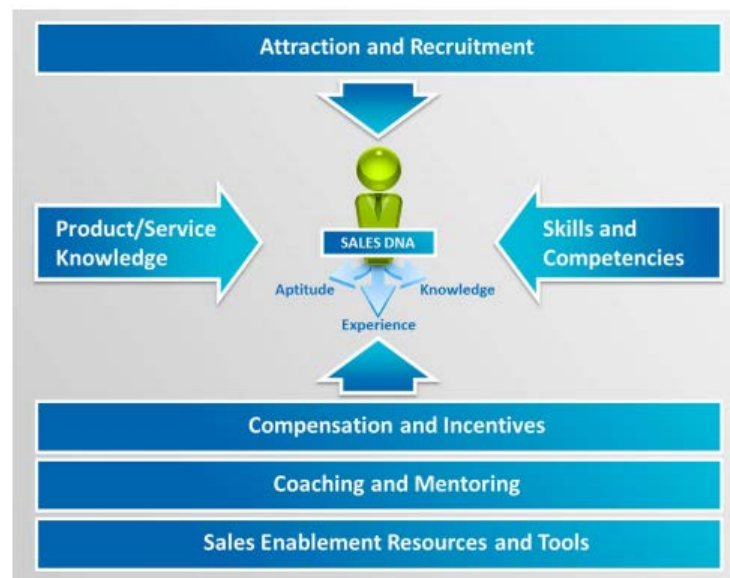 Attraction and Recruitment
Product/Service
Knowledge
Skills and
Competencies
SALES DNA
Aptitude
Knowledge
Experience
Compensation and Incentives
Coaching and Mentoring
Sales Enablement Resources and Tools